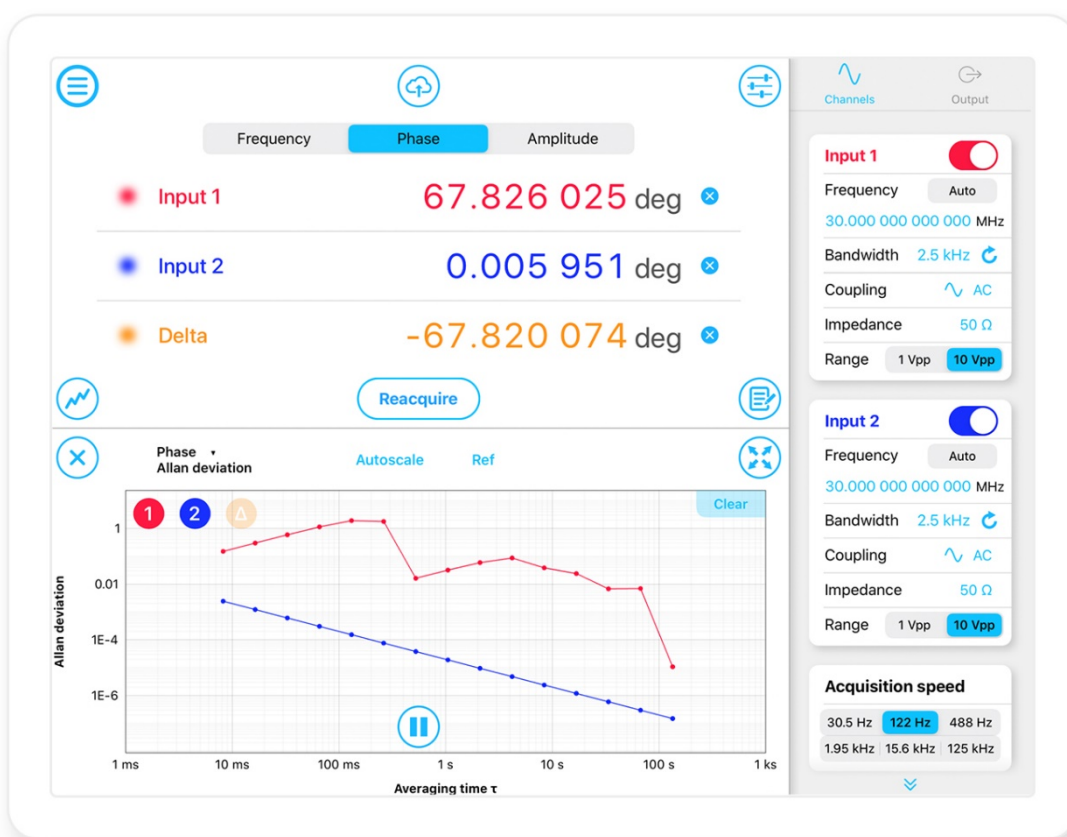 Channels
Output
Frequency
Phase
Amplitude
Input 1
67.826 025 deg
Input 2
0.005 951 deg
Delta
-67.820 074 deg
Reacquire
Phase ▾
Allan deviation
Autoscale
Ref
1
2
Δ
Clear
Allan deviation
1
0.01
1E-4
1E-6
1 ms
10 ms
100 ms
1 s
10 s
100 s
1 ks
Averaging time τ
Input 1
Frequency
Auto
30.000 000 000 000 MHz
Bandwidth
2.5 kHz
Coupling
AC
Impedance
50 Ω
Range
1 Vpp
10 Vpp
Input 2
Frequency
Auto
30.000 000 000 000 MHz
Bandwidth
2.5 kHz
Coupling
AC
Impedance
50 Ω
Range
1 Vpp
10 Vpp
Acquisition speed
30.5 Hz
122 Hz
488 Hz
1.95 kHz
15.6 kHz
125 kHz